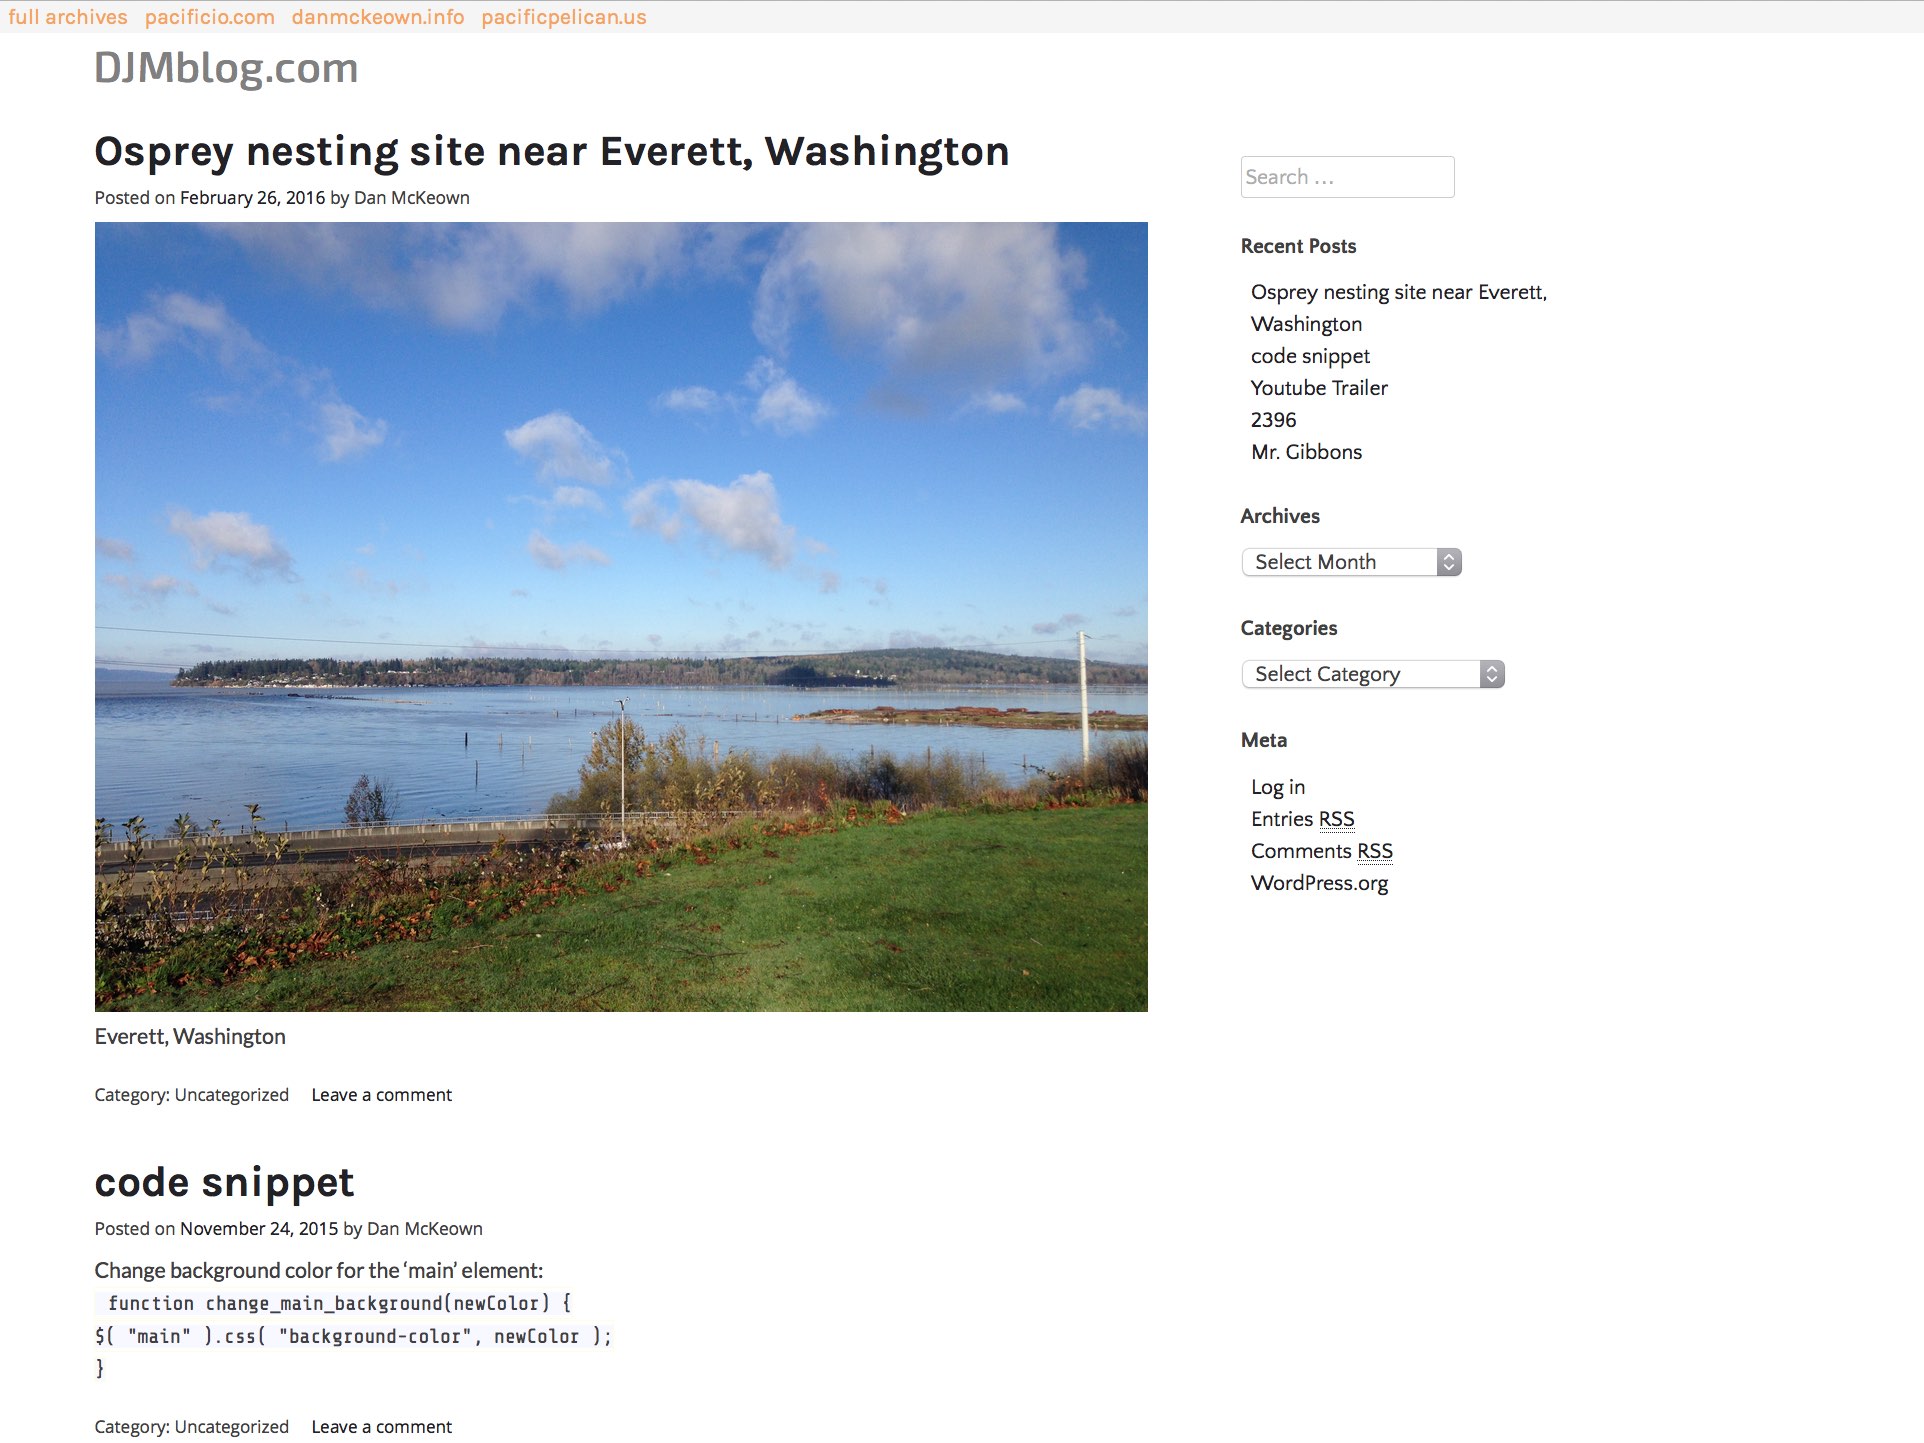 full archives pacificio.com danmckeown.info pacificpelican.us
DJMblog.com
Osprey nesting site near Everett, Washington
Posted on February 26, 2016 by Dan McKeown
Everett, Washington
Category: Uncategorized Leave a comment
code snippet
Posted on November 24, 2015 by Dan McKeown
Change background color for the ‘main’ element:
function change_main_background(newColor) {
$( "main" ).css( "background-color", newColor );
}
Category: Uncategorized Leave a comment
Search …
Recent Posts
Osprey nesting site near Everett,
Washington
code snippet
Youtube Trailer
2396
Mr. Gibbons
Archives
Select Month
Categories
Select Category
Meta
Log in
Entries RSS
Comments RSS
WordPress.org